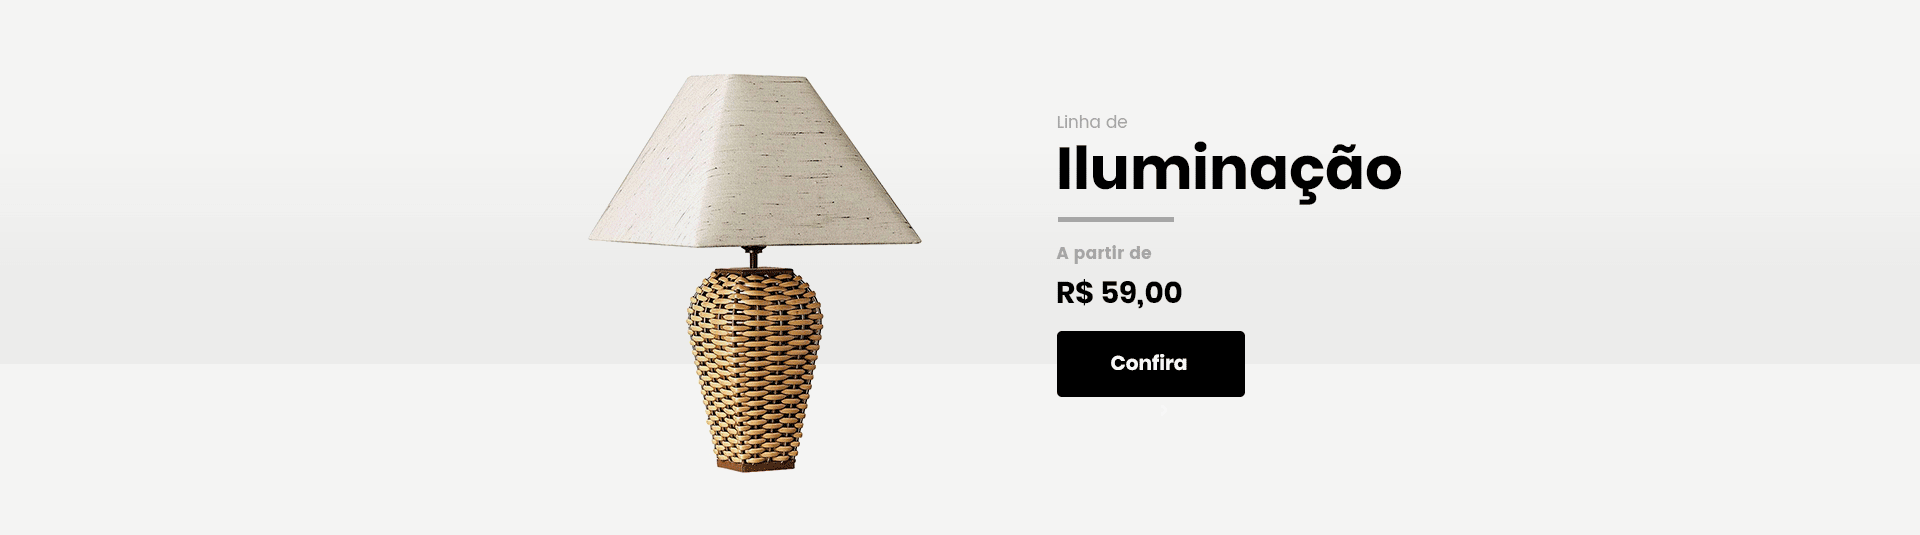 Linha de
Iluminação
A partir de
R$ 59,00
Confira